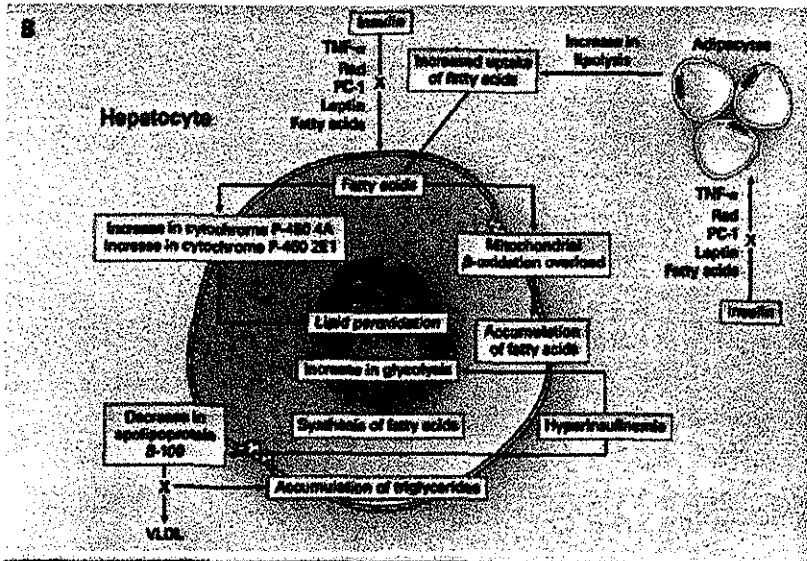 B
Insulin
TNF-α
Rad
PC-1
Leptin
Fatty acids
Increased uptake
of fatty acids
Increase in
lipolysis
Adipocytes
Hepatocyte
Fatty acids
Increase in cytochrome P-450 4A
Increase in cytochrome P-450 2E1
Mitochondrial
β-oxidation overload
TNF-α
Rad
PC-1
Leptin
Fatty acids
Insulin
Lipid peroxidation
Accumulation
of fatty acids
Increase in glycolysis
Decrease in
apolipoprotein
B-100
Synthesis of fatty acids
Hyperinsulinemia
Accumulation of triglycerides
VLDL